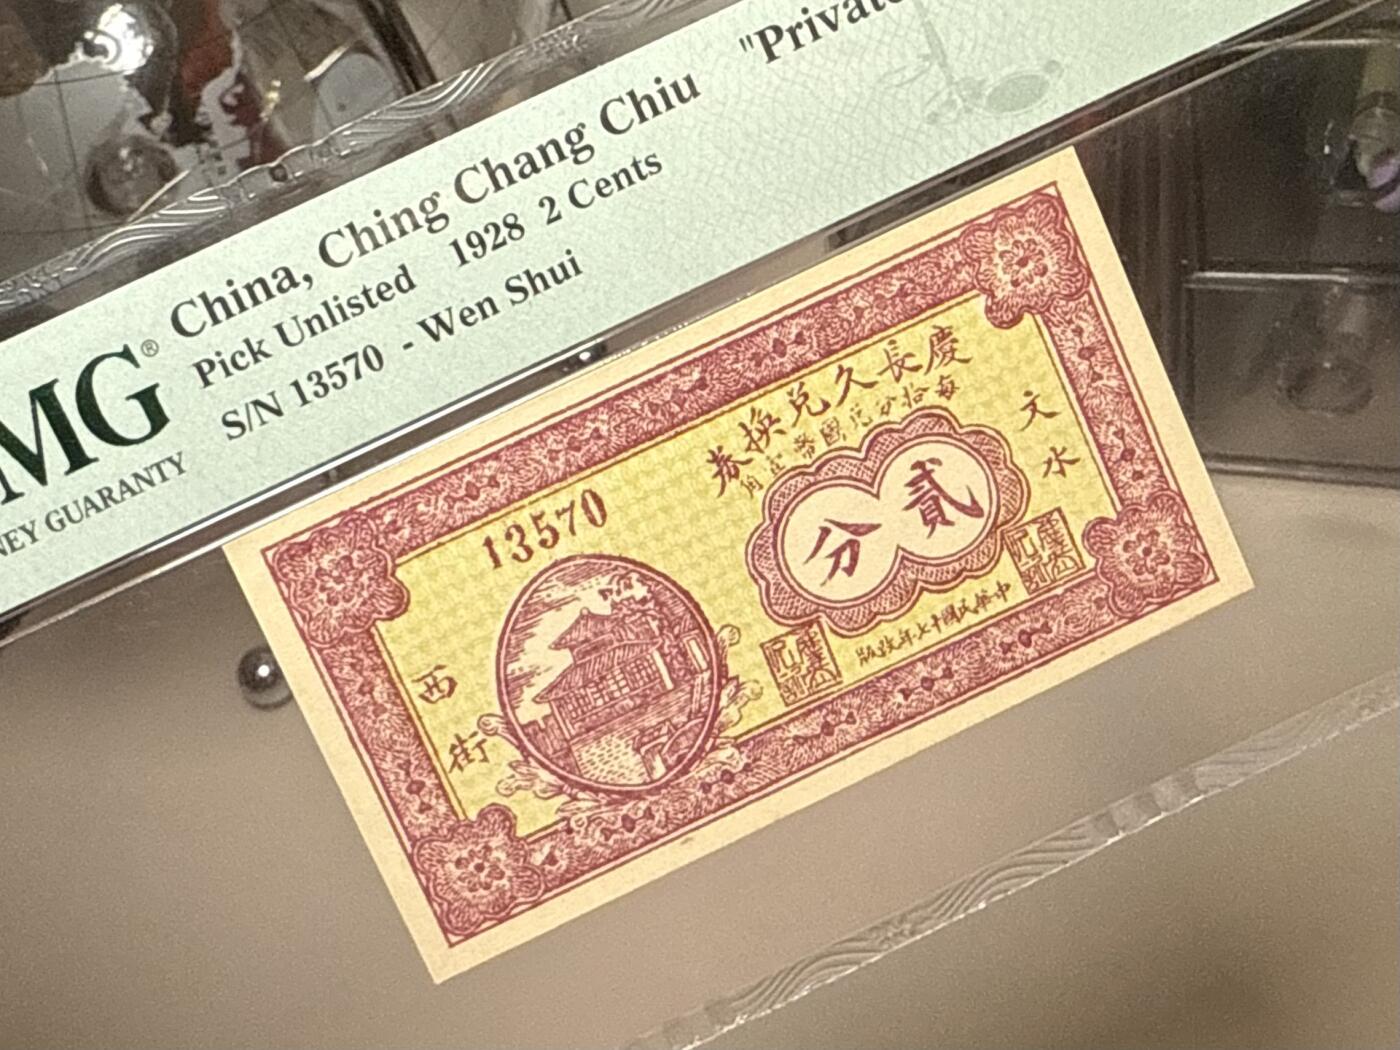 China, Ching Chang Chiu "Private
Pick Unlisted 1928 2 Cents
S/N 13570 - Wen Shui
MG®
EY GUARANTY
慶長久兌換券
每拾分兌國幣壹角
文水
貳分
13570
西街
中華民國十七年改版